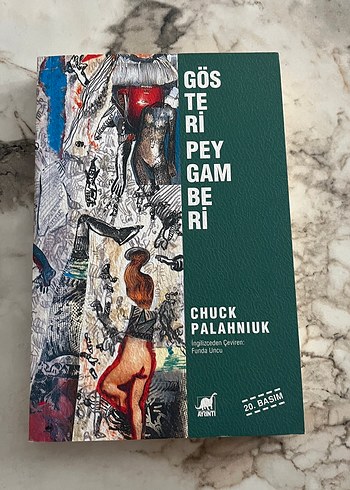 GÖS
TE
Rİ
PEY
GAM
BE
Rİ
CHUCK
PALAHNIUK
İngilizceden Çeviren:
Funda Uncu
AYRINTI
20. BASIM